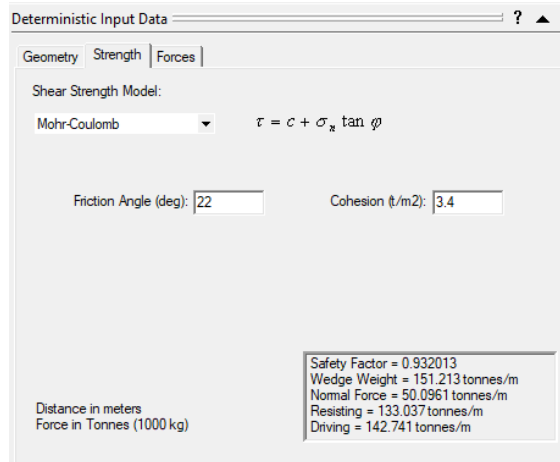 Deterministic Input Data ?
Geometry Strength Forces
Shear Strength Model:
Mohr-Coulomb τ = c + σn tan φ
Friction Angle (deg): 22 Cohesion (t/m2): 3.4
Safety Factor = 0.932013
Wedge Weight = 151.213 tonnes/m
Normal Force = 50.0961 tonnes/m
Resisting = 133.037 tonnes/m
Driving = 142.741 tonnes/m
Distance in meters
Force in Tonnes (1000 kg)